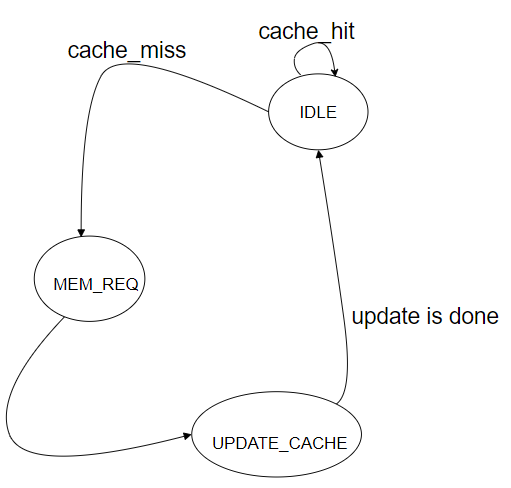 cache_hit
cache_miss
IDLE
MEM_REQ
update is done
UPDATE_CACHE